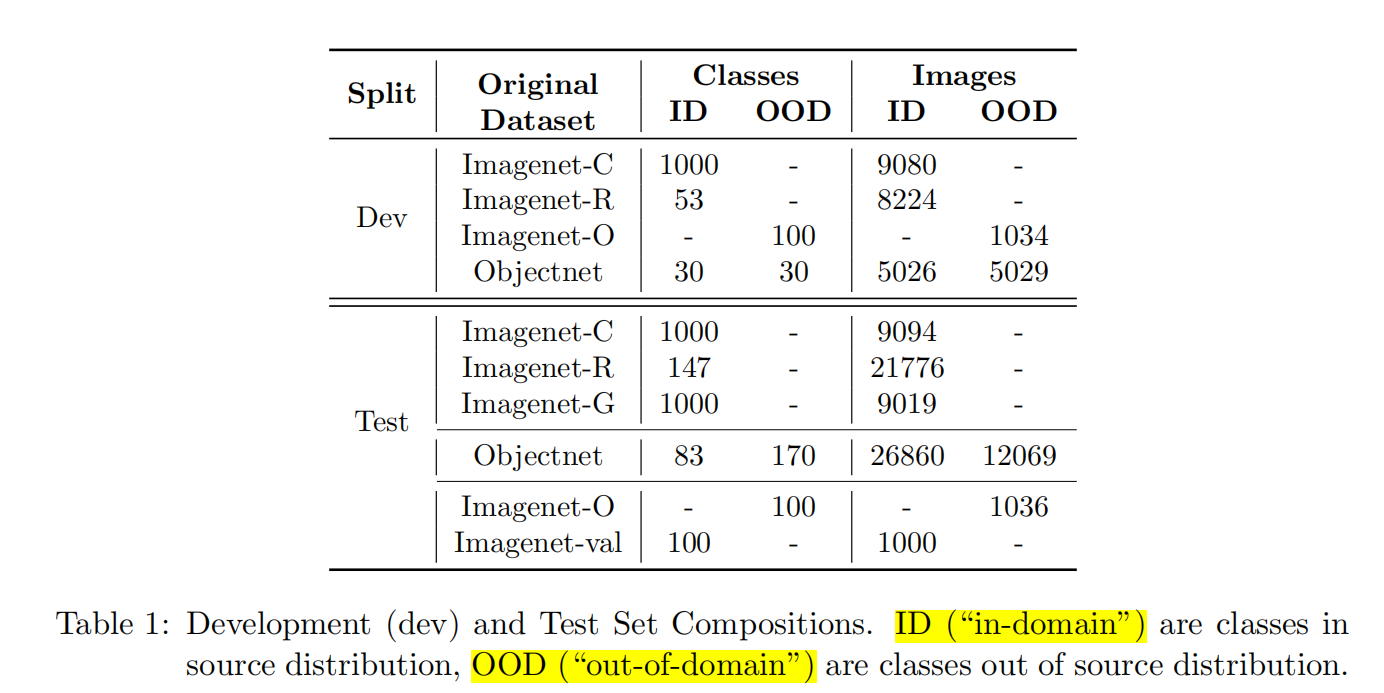 Split Original Dataset Classes Images
ID OOD ID OOD
Dev
Imagenet-C 1000 - 9080 -
Imagenet-R 53 - 8224 -
Imagenet-O - 100 - 1034
Objectnet 30 30 5026 5029
Test
Imagenet-C 1000 - 9094 -
Imagenet-R 147 - 21776 -
Imagenet-G 1000 - 9019 -
Objectnet 83 170 26860 12069
Imagenet-O - 100 - 1036
Imagenet-val 100 - 1000 -
Table 1: Development (dev) and Test Set Compositions. ID (“in-domain”) are classes in
source distribution, OOD (“out-of-domain”) are classes out of source distribution.